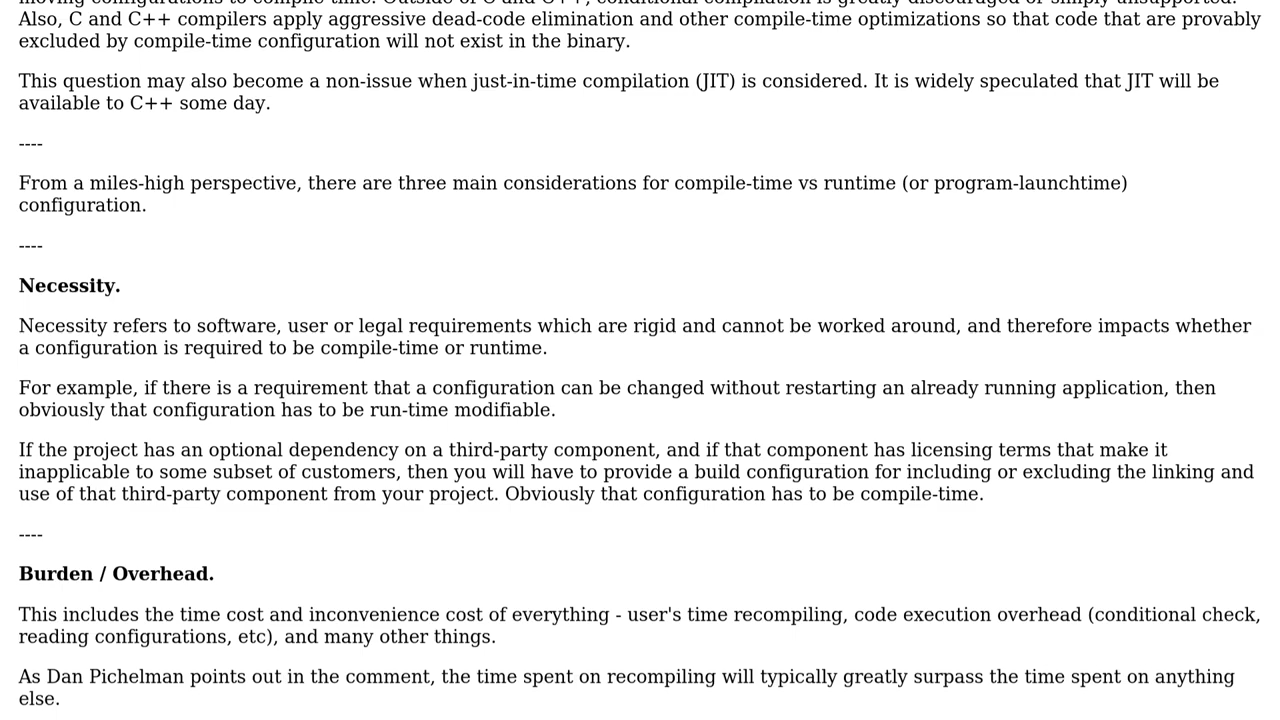 Also, C and C++ compilers apply aggressive dead-code elimination and other compile-time optimizations so that code that are provably
excluded by compile-time configuration will not exist in the binary.
This question may also become a non-issue when just-in-time compilation (JIT) is considered. It is widely speculated that JIT will be
available to C++ some day.
----
From a miles-high perspective, there are three main considerations for compile-time vs runtime (or program-launchtime)
configuration.
----
Necessity.
Necessity refers to software, user or legal requirements which are rigid and cannot be worked around, and therefore impacts whether
a configuration is required to be compile-time or runtime.
For example, if there is a requirement that a configuration can be changed without restarting an already running application, then
obviously that configuration has to be run-time modifiable.
If the project has an optional dependency on a third-party component, and if that component has licensing terms that make it
inapplicable to some subset of customers, then you will have to provide a build configuration for including or excluding the linking and
use of that third-party component from your project. Obviously that configuration has to be compile-time.
----
Burden / Overhead.
This includes the time cost and inconvenience cost of everything - user's time recompiling, code execution overhead (conditional check,
reading configurations, etc), and many other things.
As Dan Pichelman points out in the comment, the time spent on recompiling will typically greatly surpass the time spent on anything
else.